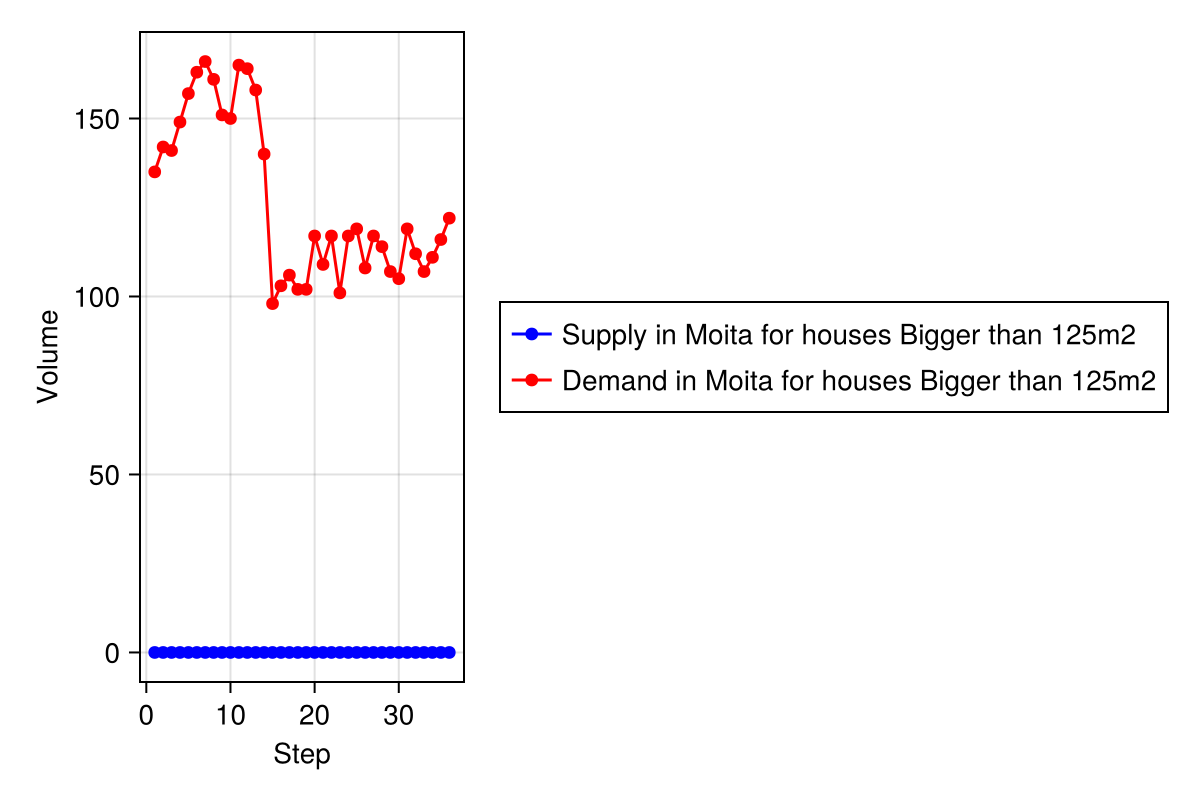 150
100
50
0
Volume
0 10 20 30
Step
Supply in Moita for houses Bigger than 125m2
Demand in Moita for houses Bigger than 125m2